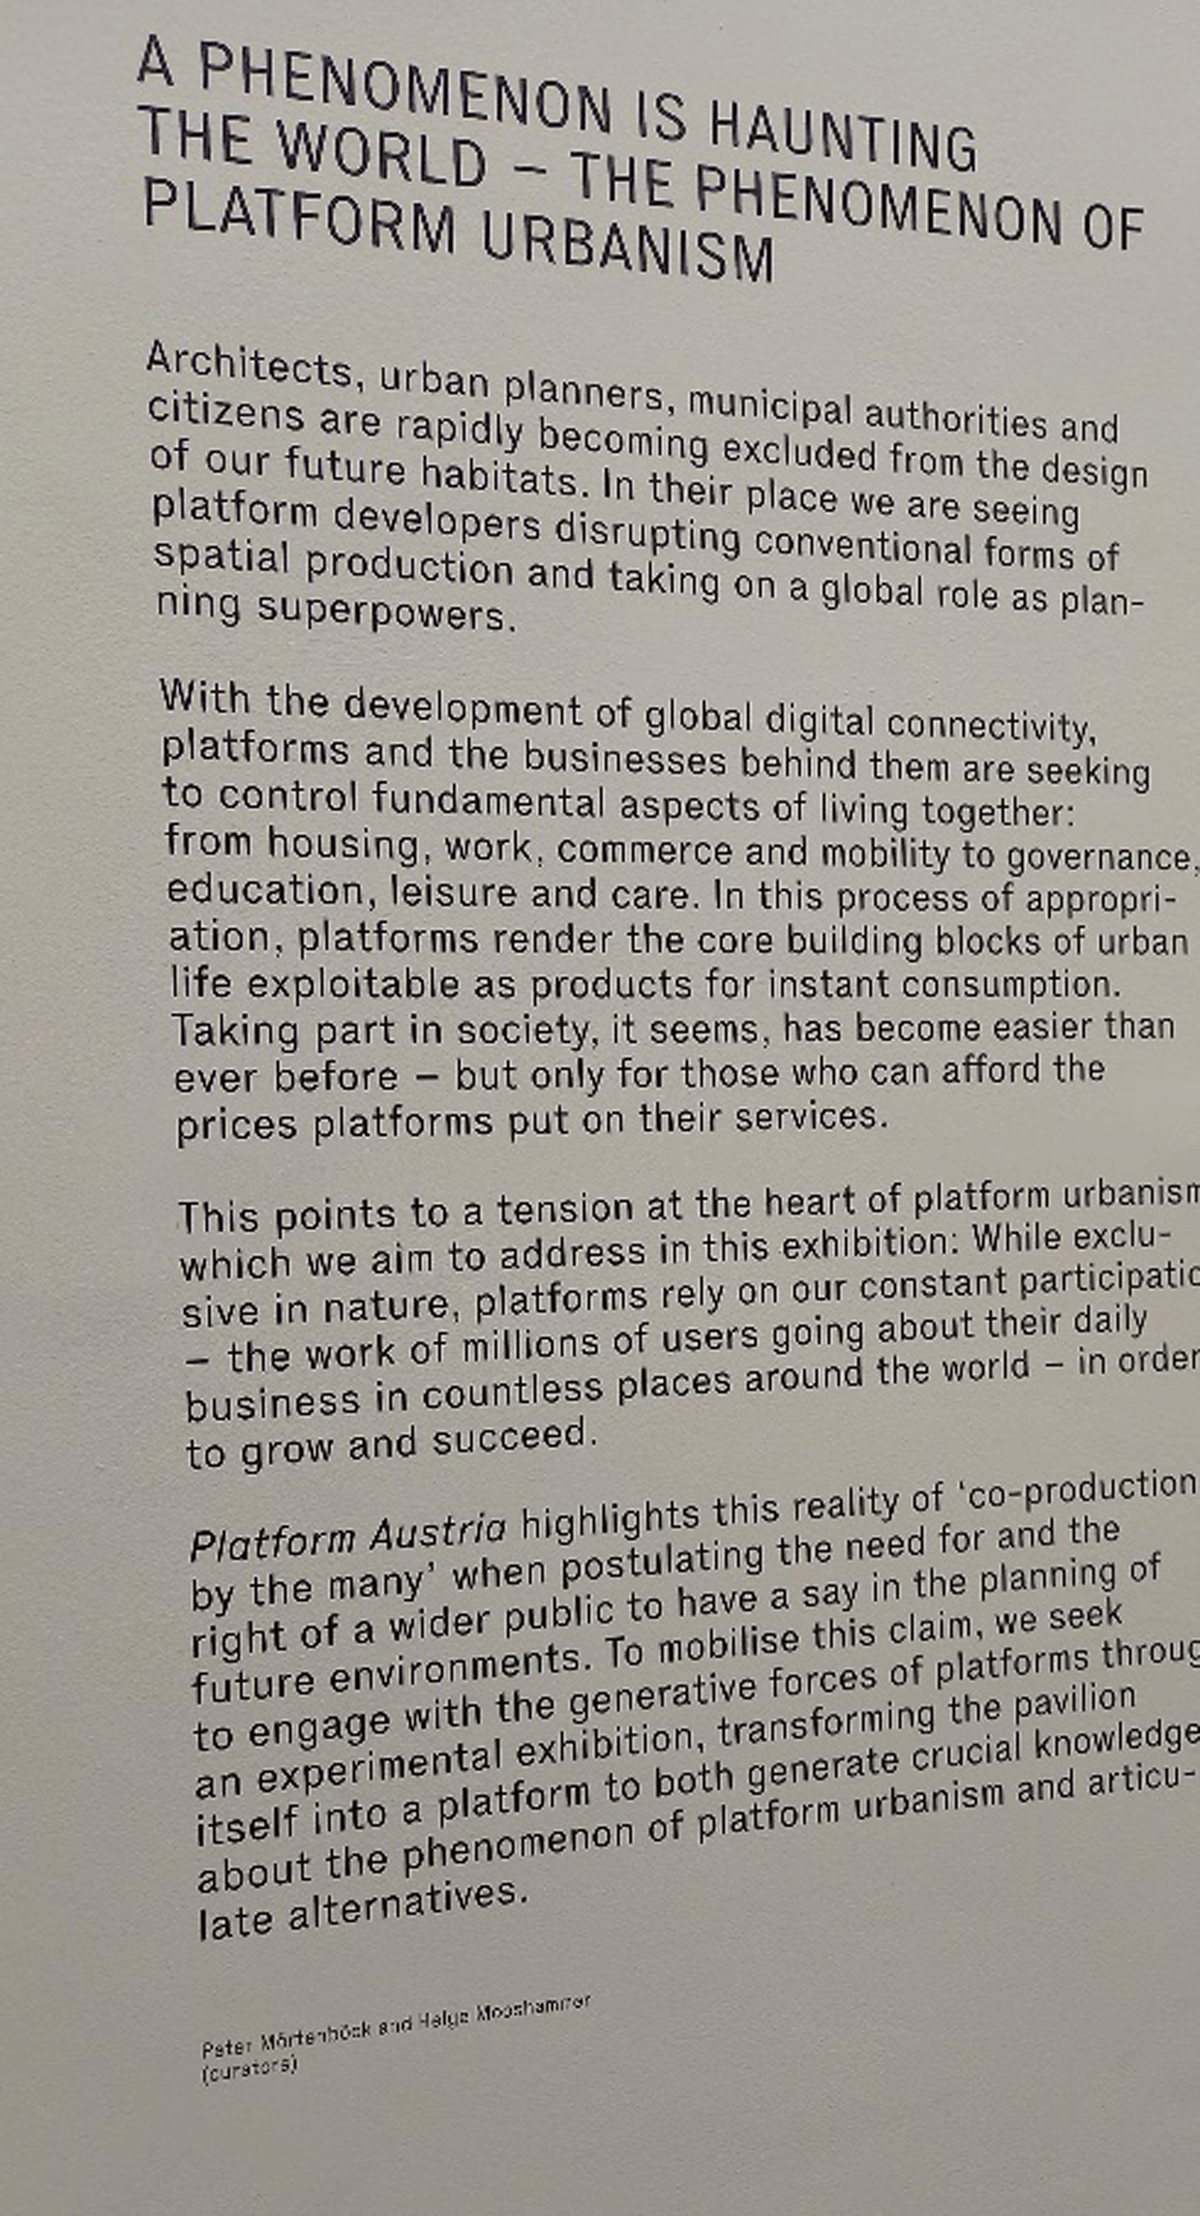 A PHENOMENON IS HAUNTING
THE WORLD – THE PHENOMENON OF
PLATFORM URBANISM
Architects, urban planners, municipal authorities and
citizens are rapidly becoming excluded from the design
of our future habitats. In their place we are seeing
platform developers disrupting conventional forms of
spatial production and taking on a global role as plan-
ning superpowers.
With the development of global digital connectivity,
platforms and the businesses behind them are seeking
to control fundamental aspects of living together:
from housing, work, commerce and mobility to governance,
education, leisure and care. In this process of appropri-
ation, platforms render the core building blocks of urban
life exploitable as products for instant consumption.
Taking part in society, it seems, has become easier than
ever before – but only for those who can afford the
prices platforms put on their services.
This points to a tension at the heart of platform urbanism
which we aim to address in this exhibition: While exclu-
sive in nature, platforms rely on our constant participatio
– the work of millions of users going about their daily
business in countless places around the world – in order
to grow and succeed.
Platform Austria highlights this reality of ‘co-production
by the many’ when postulating the need for and the
right of a wider public to have a say in the planning of
future environments. To mobilise this claim, we seek
to engage with the generative forces of platforms throug
an experimental exhibition, transforming the pavilion
itself into a platform to both generate crucial knowledge
about the phenomenon of platform urbanism and articu-
late alternatives.
Peter Mörtenböck and Helge Mooshammer
(curators)